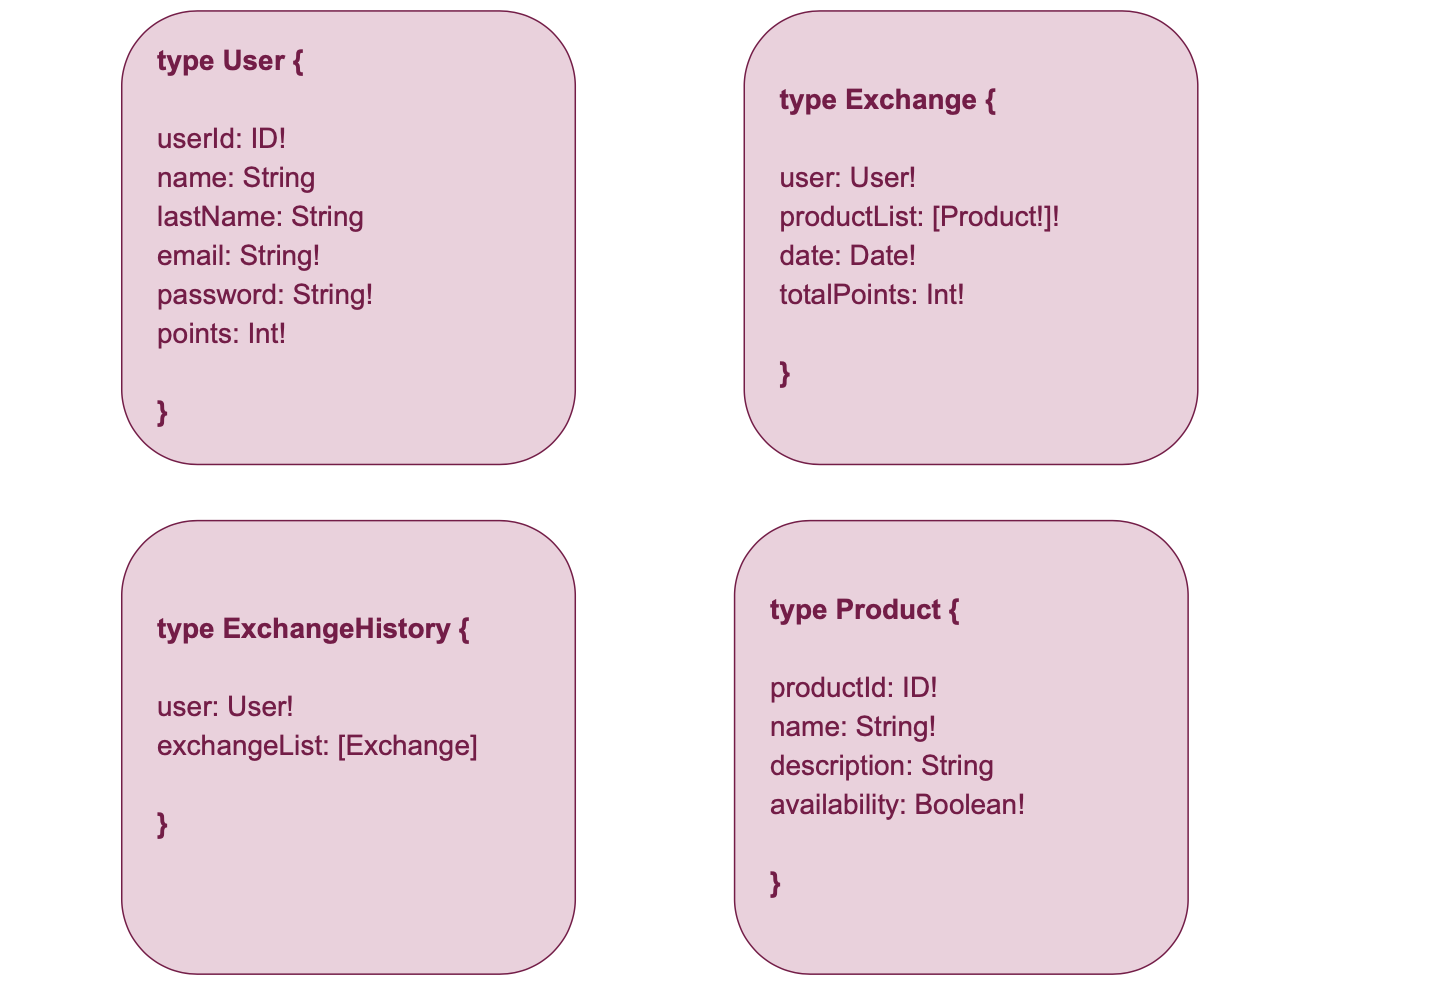 type User {
userId: ID!
name: String
lastName: String
email: String!
password: String!
points: Int!
}
type Exchange {
user: User!
productList: [Product!]!
date: Date!
totalPoints: Int!
}
type ExchangeHistory {
user: User!
exchangeList: [Exchange]
}
type Product {
productId: ID!
name: String!
description: String
availability: Boolean!
}